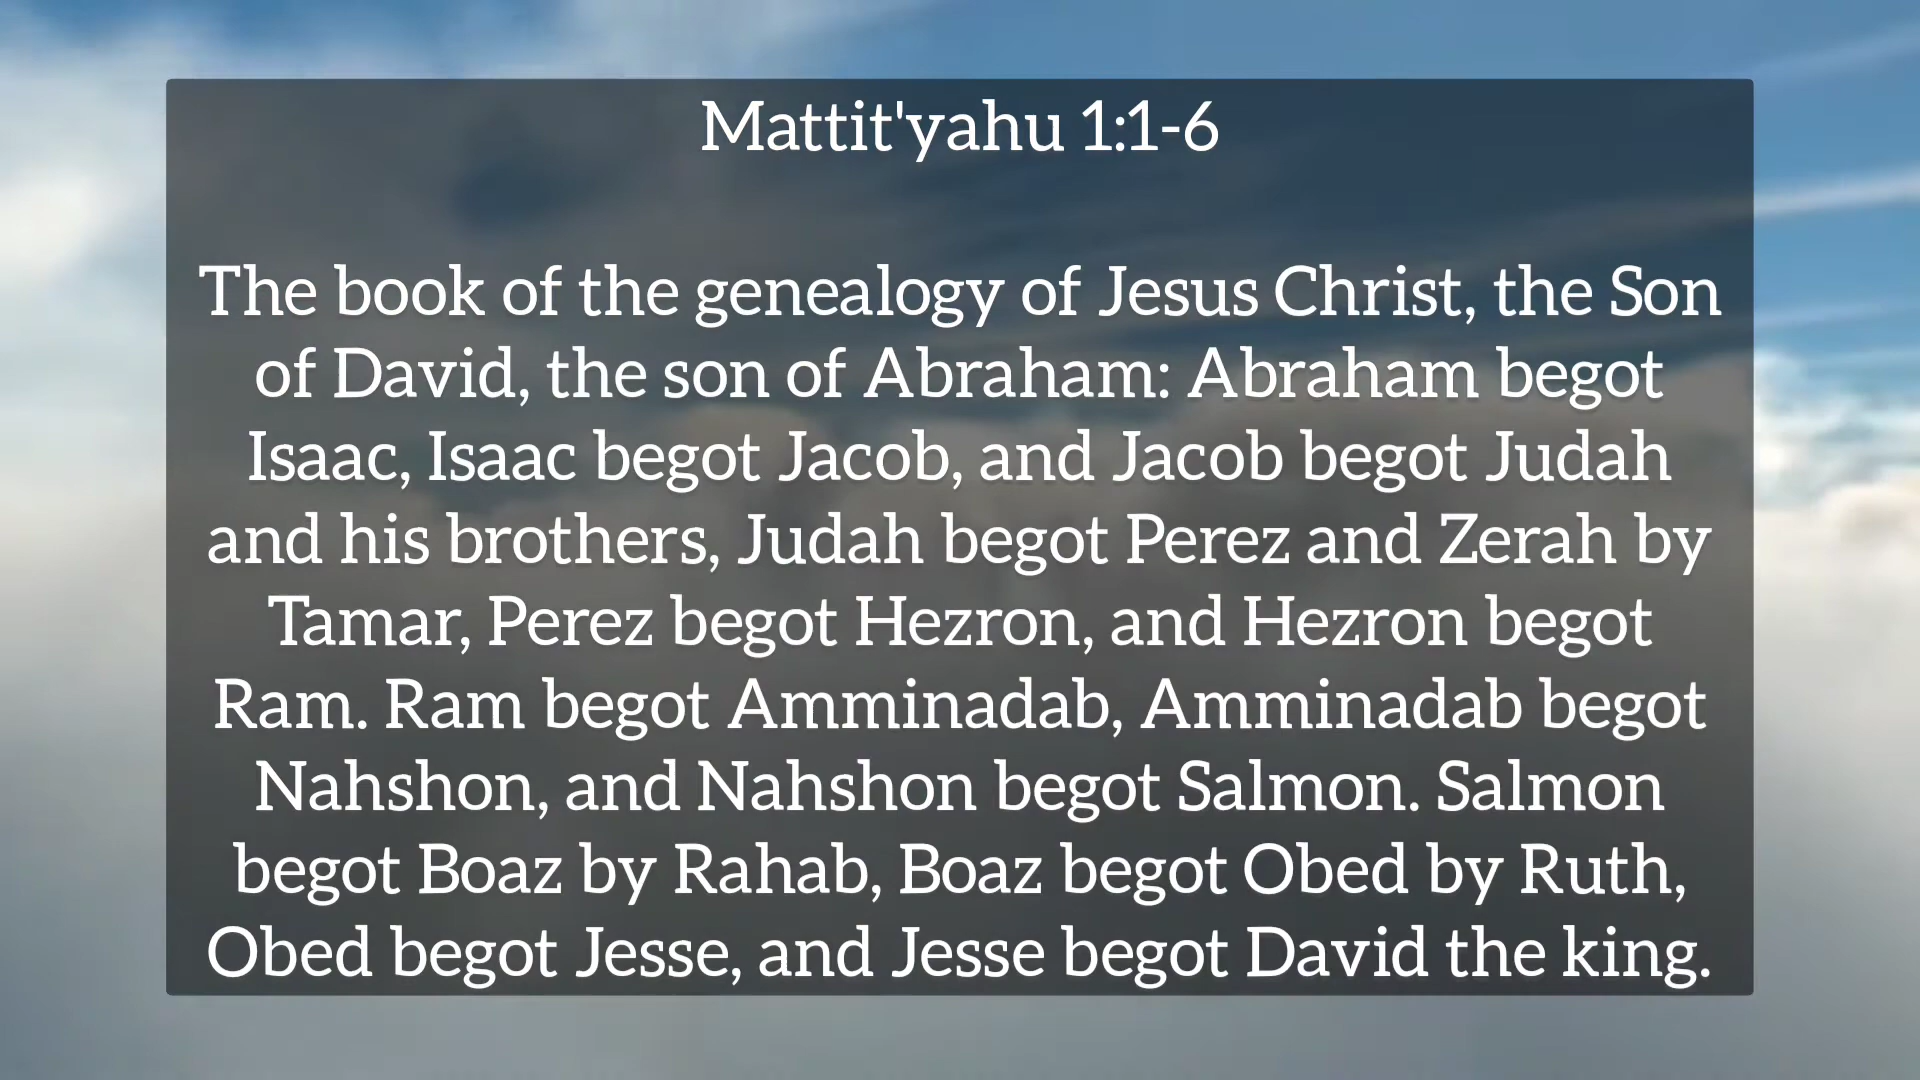 Mattit'yahu 1:1-6
The book of the genealogy of Jesus Christ, the Son
of David, the son of Abraham: Abraham begot
Isaac, Isaac begot Jacob, and Jacob begot Judah
and his brothers, Judah begot Perez and Zerah by
Tamar, Perez begot Hezron, and Hezron begot
Ram. Ram begot Amminadab, Amminadab begot
Nahshon, and Nahshon begot Salmon. Salmon
begot Boaz by Rahab, Boaz begot Obed by Ruth,
Obed begot Jesse, and Jesse begot David the king.